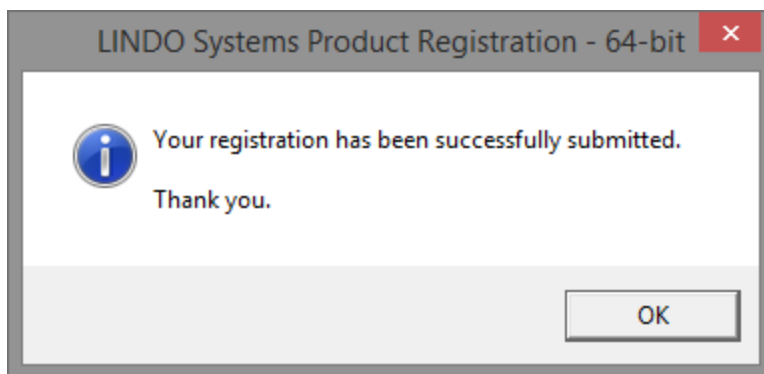 LINDO Systems Product Registration - 64-bit
Your registration has been successfully submitted.
Thank you.
OK